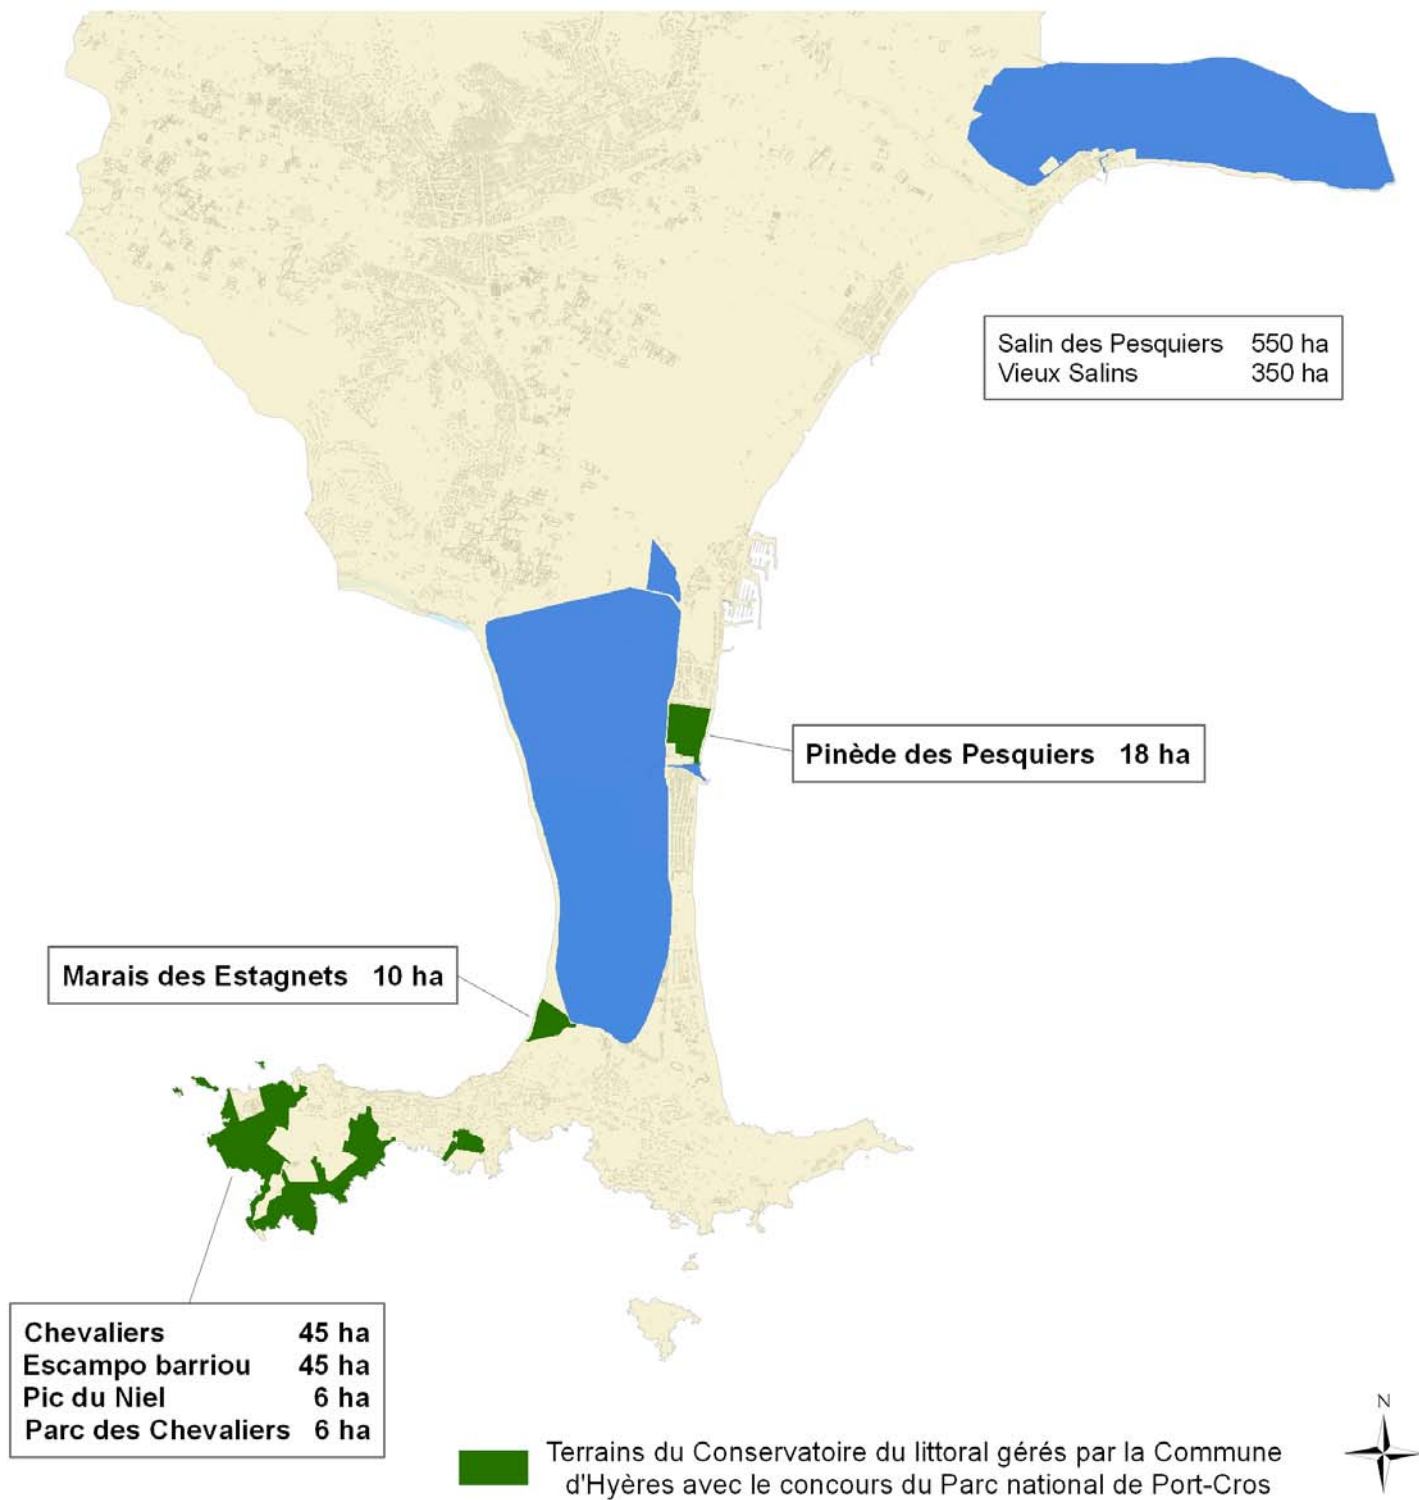 Salin des Pesquiers 550 ha
Vieux Salins 350 ha
Pinède des Pesquiers 18 ha
Marais des Estagnets 10 ha
Chevaliers 45 ha
Escampo barriou 45 ha
Pic du Niel 6 ha
Parc des Chevaliers 6 ha
N
Terrains du Conservatoire du littoral gérés par la Commune
d'Hyères avec le concours du Parc national de Port-Cros